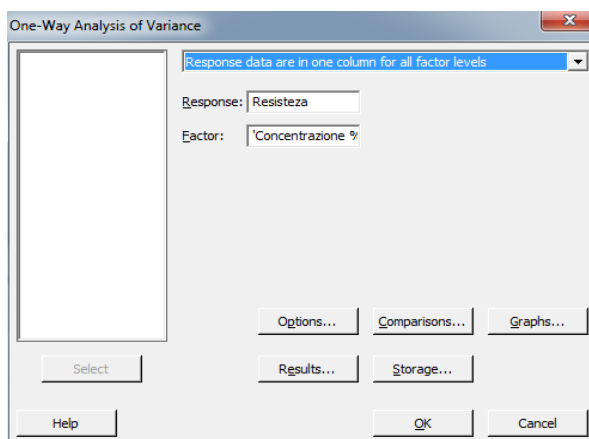 One-Way Analysis of Variance
Response data are in one column for all factor levels
Response: Resisteza
Factor: 'Concentrazione %
Options... Comparisons... Graphs...
Select Results... Storage...
Help OK Cancel